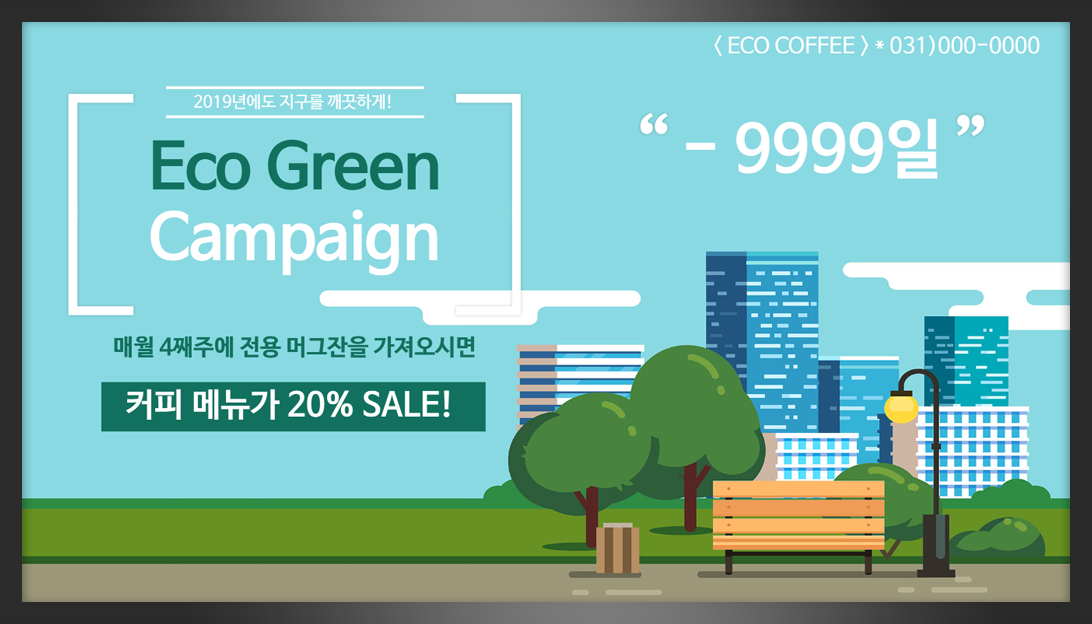 〈 ECO COFFEE 〉 * 031)000-0000
2019년에도 지구를 깨끗하게!
Eco Green
Campaign
“ - 9999일 ”
매월 4째주에 전용 머그잔을 가져오시면
커피 메뉴가 20% SALE!